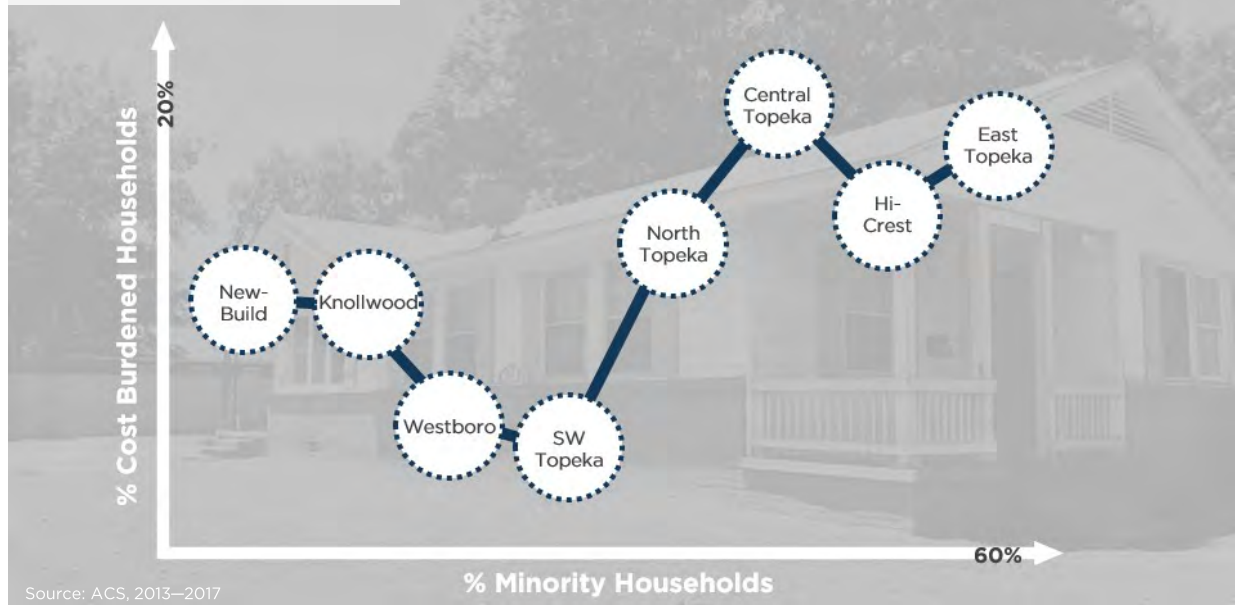 20%
% Cost Burdened Households
Central
Topeka
East
Topeka
Hi-
Crest
North
Topeka
New-
Build
Knollwood
Westboro
SW
Topeka
60%
% Minority Households
Source: ACS, 2013—2017